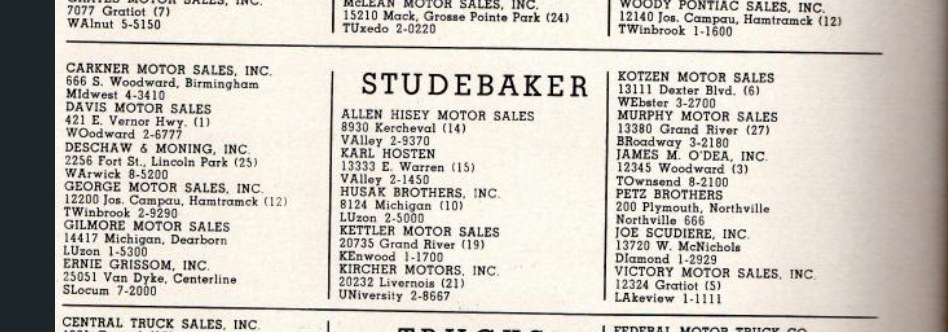 7077 Gratiot (7)
WAlnut 5-5150
McLEAN MOTOR SALES, INC.
15210 Mack, Grosse Pointe Park (24)
TUxedo 2-0220
WOODY PONTIAC SALES, INC.
12140 Jos. Campau, Hamtramck (12)
TWinbrook 1-1600
CARKNER MOTOR SALES, INC.
666 S. Woodward, Birmingham
MIdwest 4-3410
DAVIS MOTOR SALES
421 E. Vernor Hwy. (1)
WOodward 2-6777
DESCHAW & MONING, INC.
2256 Fort St., Lincoln Park (25)
WArwick 8-5200
GEORGE MOTOR SALES, INC.
12200 Jos. Campau, Hamtramck (12)
TWinbrook 2-9290
GILMORE MOTOR SALES
14417 Michigan, Dearborn
LUzon 1-5300
ERNIE GRISSOM, INC.
25051 Van Dyke, Centerline
SLocum 7-2000
STUDEBAKER
ALLEN HISEY MOTOR SALES
8930 Kercheval (14)
VAlley 2-9370
KARL HOSTEN
13333 E. Warren (15)
VAlley 2-1450
HUSAK BROTHERS, INC.
8124 Michigan (10)
LUzon 2-5000
KETTLER MOTOR SALES
20735 Grand River (19)
KEnwood 1-1700
KIRCHER MOTORS, INC.
20232 Livernois (21)
UNiversity 2-8667
KOTZEN MOTOR SALES
13111 Dexter Blvd. (6)
WEbster 3-2700
MURPHY MOTOR SALES
13380 Grand River (27)
BRoadway 3-2180
JAMES M. O'DEA, INC.
12345 Woodward (3)
TOwnsend 8-2100
PETZ BROTHERS
200 Plymouth, Northville
Northville 666
JOE SCUDIERE, INC.
13720 W. McNichols
DIamond 1-2929
VICTORY MOTOR SALES, INC.
12324 Gratiot (5)
LAkeview 1-1111
CENTRAL TRUCK SALES, INC.
TRUCKS
FEDERAL MOTOR TRUCK CO.